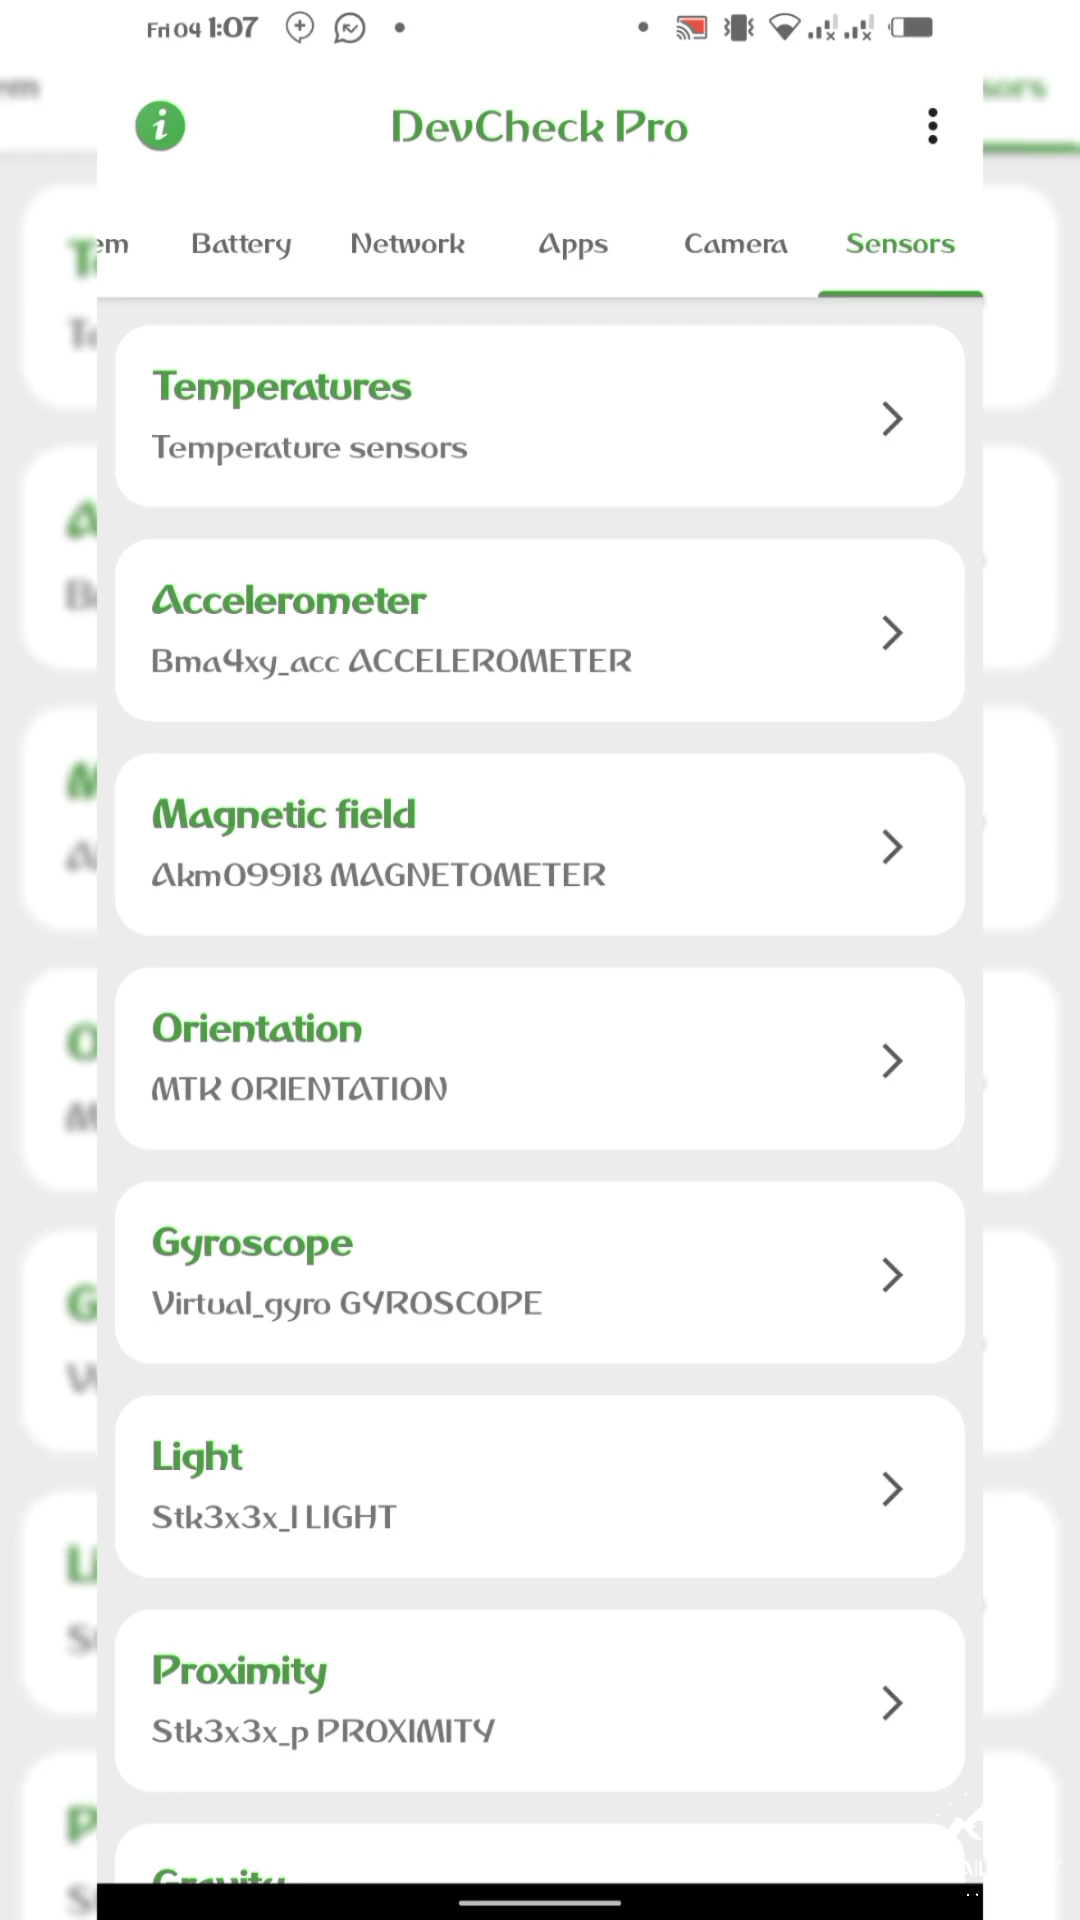 Fri 04 1:07
DevCheck Pro
em Battery Network Apps Camera Sensors
Temperatures
Temperature sensors
Accelerometer
Bma4xy_acc ACCELEROMETER
Magnetic field
Akm09918 MAGNETOMETER
Orientation
MTK ORIENTATION
Gyroscope
Virtual_gyro GYROSCOPE
Light
Stk3x3x_l LIGHT
Proximity
Stk3x3x_p PROXIMITY
Gravity